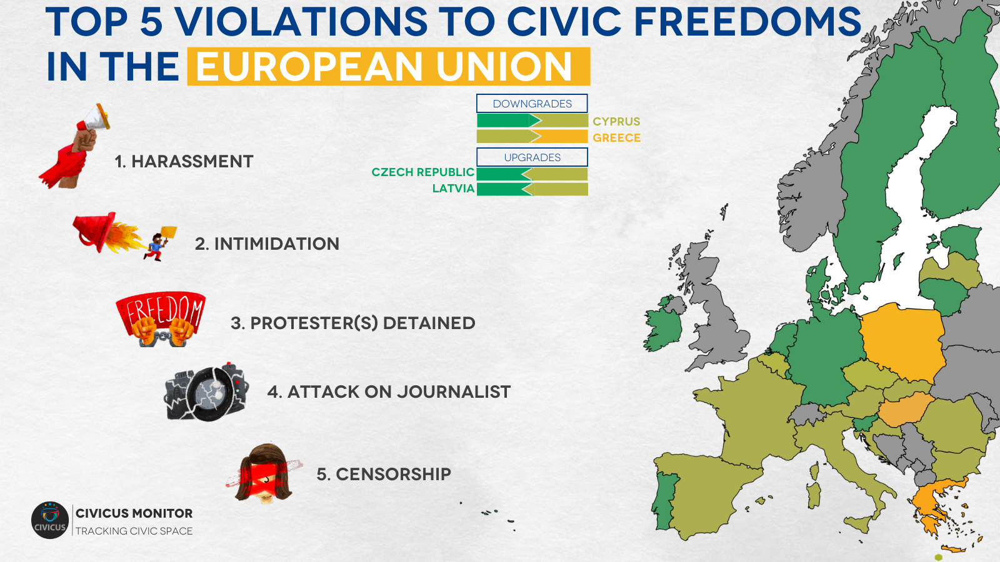 TOP 5 VIOLATIONS TO CIVIC FREEDOMS
IN THE EUROPEAN UNION
DOWNGRADES
CYPRUS
GREECE
UPGRADES
CZECH REPUBLIC
LATVIA
1. HARASSMENT
2. INTIMIDATION
FREEDOM
3. PROTESTER(S) DETAINED
4. ATTACK ON JOURNALIST
5. CENSORSHIP
CIVICUS
CIVICUS MONITOR
TRACKING CIVIC SPACE